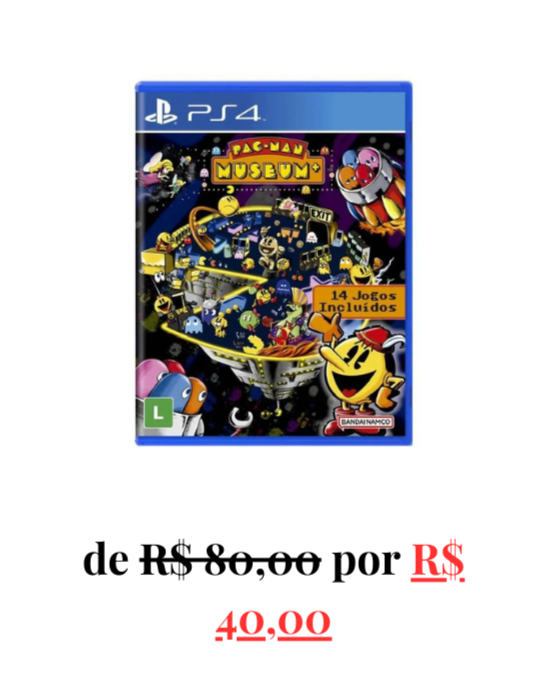 PS4
PAC-MAN
MUSEUM+
EXIT
14 Jogos
Incluídos
L
BANDAI NAMCO
de R$ 80,00 por R$
40,00